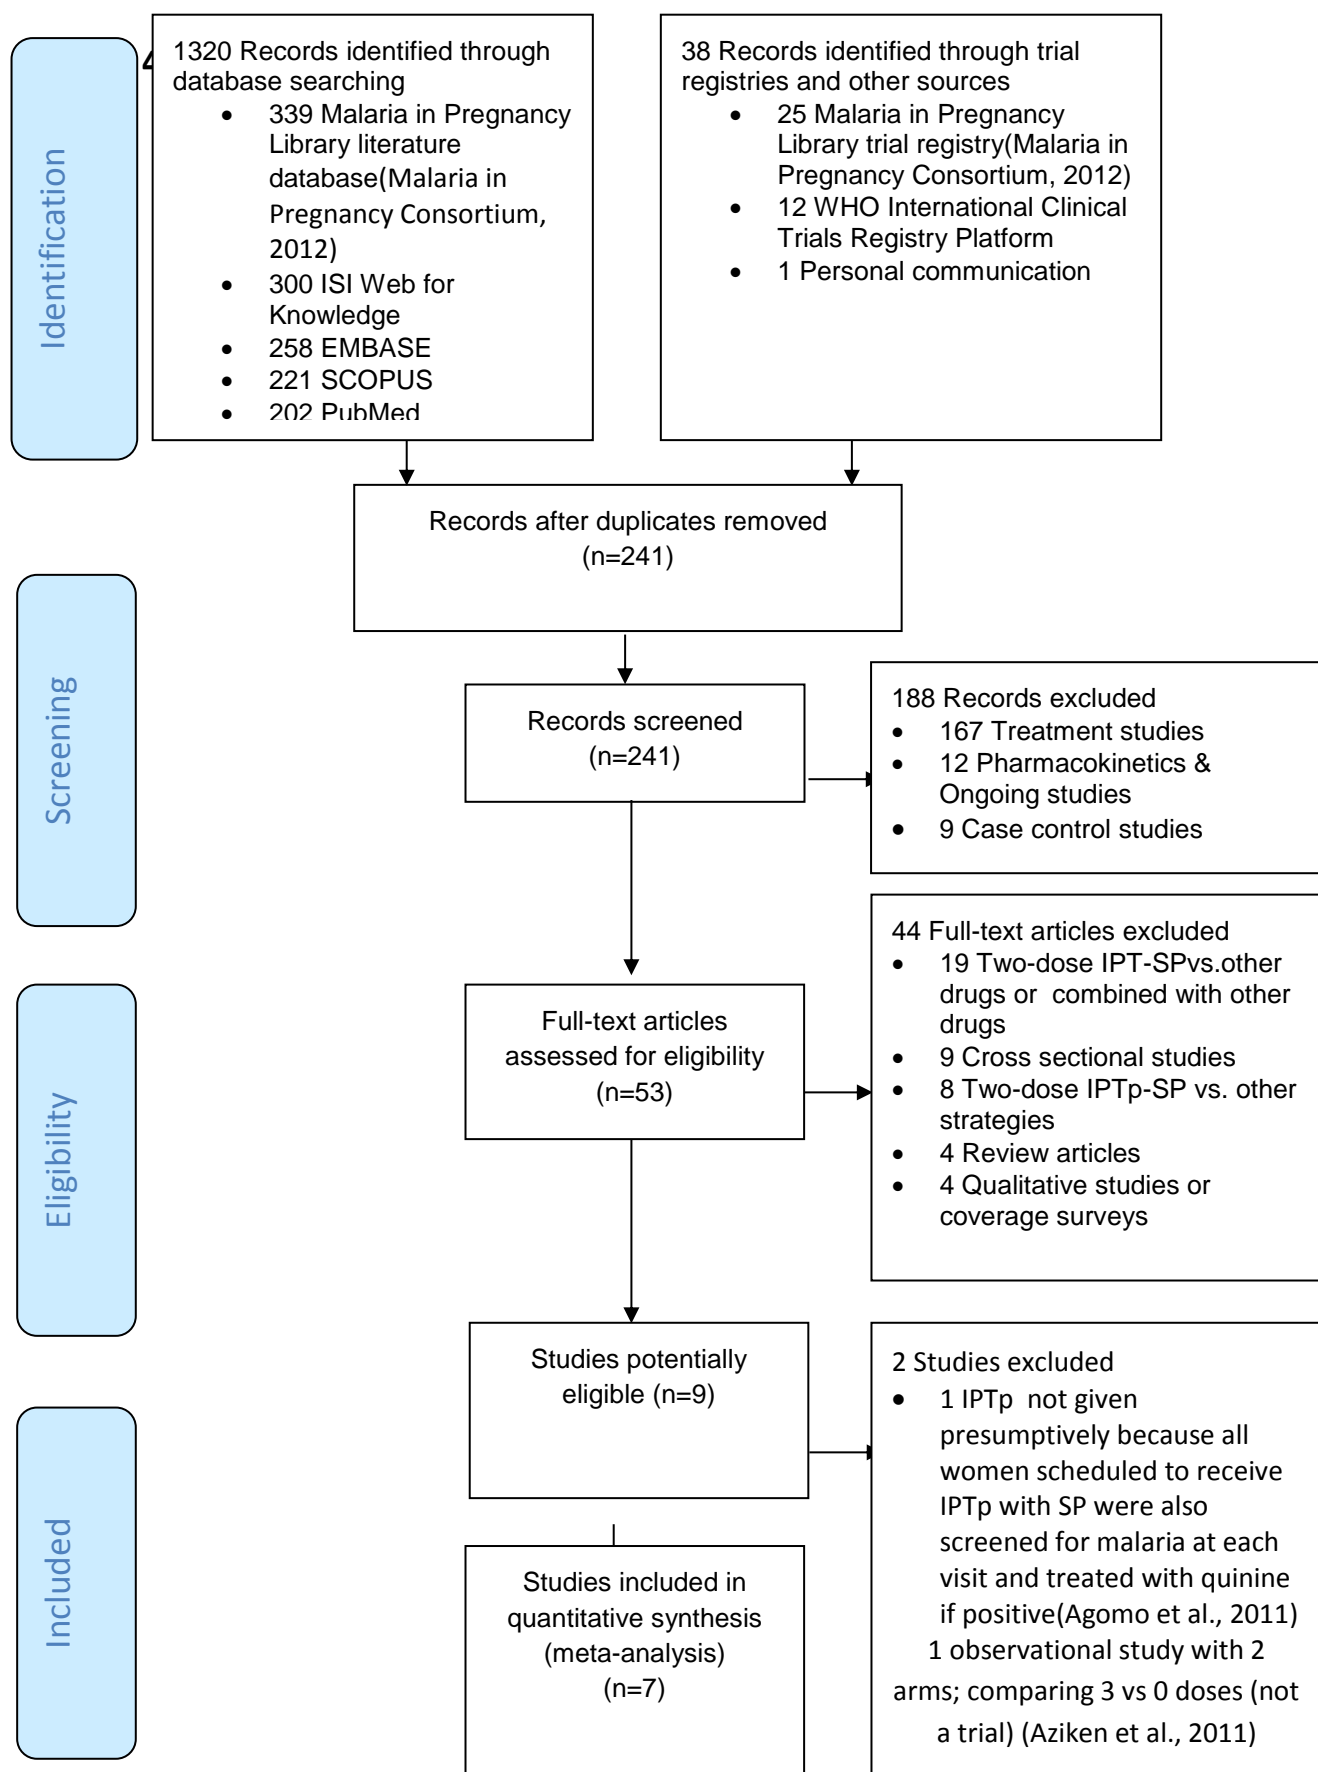 Identification
1320 Records identified through
database searching
• 339 Malaria in Pregnancy
Library literature
database(Malaria in
Pregnancy Consortium,
2012)
• 300 ISI Web for
Knowledge
• 258 EMBASE
• 221 SCOPUS
• 202 PubMed
38 Records identified through trial
registries and other sources
• 25 Malaria in Pregnancy
Library trial registry(Malaria in
Pregnancy Consortium, 2012)
• 12 WHO International Clinical
Trials Registry Platform
• 1 Personal communication
Records after duplicates removed
(n=241)
Screening
Records screened
(n=241)
188 Records excluded
• 167 Treatment studies
• 12 Pharmacokinetics &
Ongoing studies
• 9 Case control studies
Eligibility
Full-text articles
assessed for eligibility
(n=53)
44 Full-text articles excluded
• 19 Two-dose IPT-SPvs.other
drugs or combined with other
drugs
• 9 Cross sectional studies
• 8 Two-dose IPTp-SP vs. other
strategies
• 4 Review articles
• 4 Qualitative studies or
coverage surveys
Studies potentially
eligible (n=9)
2 Studies excluded
• 1 IPTp not given
presumptively because all
women scheduled to receive
IPTp with SP were also
screened for malaria at each
visit and treated with quinine
if positive(Agomo et al., 2011)
1 observational study with 2
arms; comparing 3 vs 0 doses (not
a trial) (Aziken et al., 2011)
Included
Studies included in
quantitative synthesis
(meta-analysis)
(n=7)